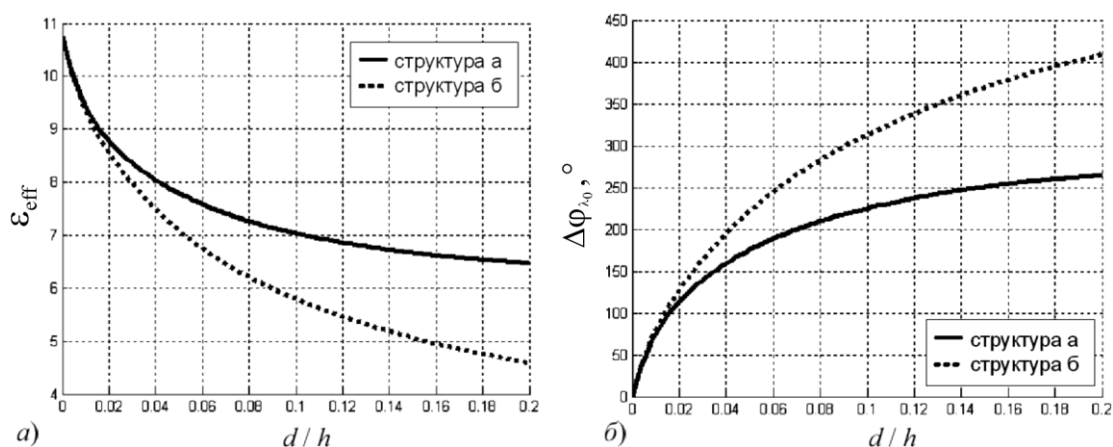 11
10
9
8
7
6
5
4
ε_eff
структура а
структура б
0 0.02 0.04 0.06 0.08 0.1 0.12 0.14 0.16 0.18 0.2
а) d / h
450
400
350
300
250
200
150
100
50
0
Δφ_λ₀, °
структура а
структура б
0 0.02 0.04 0.06 0.08 0.1 0.12 0.14 0.16 0.18 0.2
б) d / h